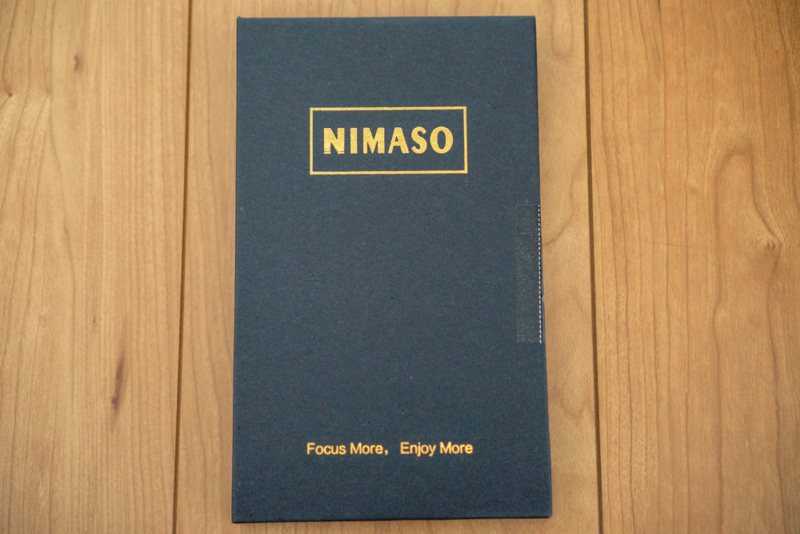 NIMASO
Focus More, Enjoy More